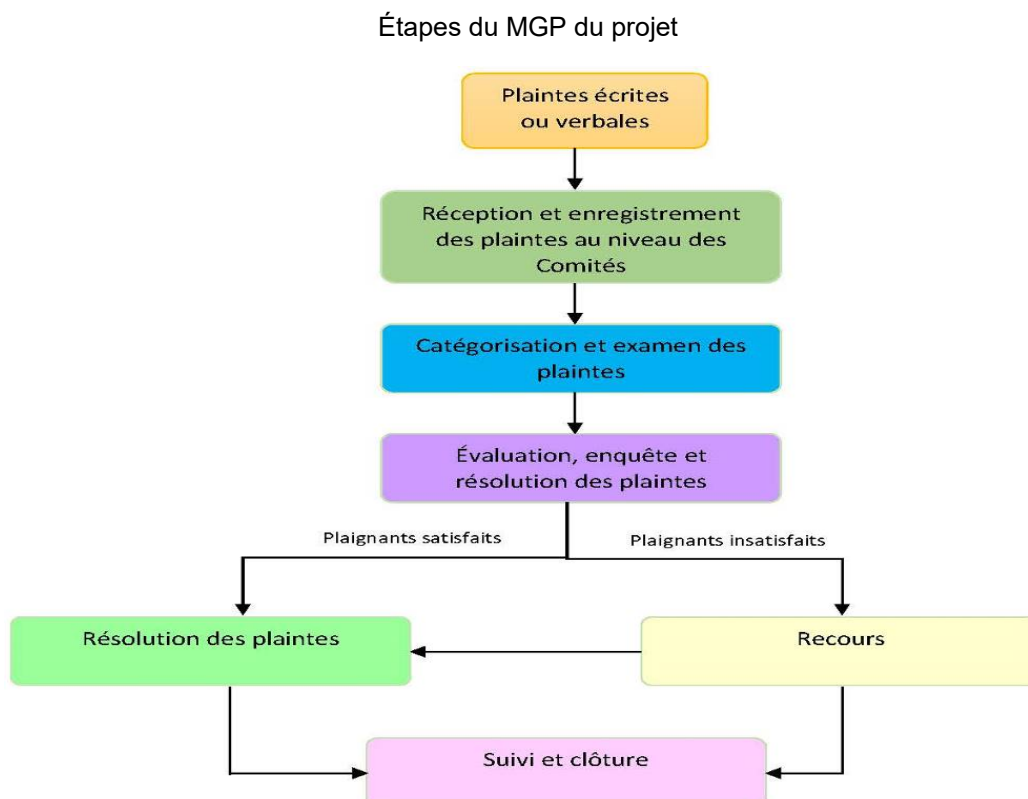 Étapes du MGP du projet
Plaintes écrites
ou verbales
Réception et enregistrement
des plaintes au niveau des
Comités
Catégorisation et examen des
plaintes
Évaluation, enquête et
résolution des plaintes
Plaignants satisfaits
Plaignants insatisfaits
Résolution des plaintes
Recours
Suivi et clôture